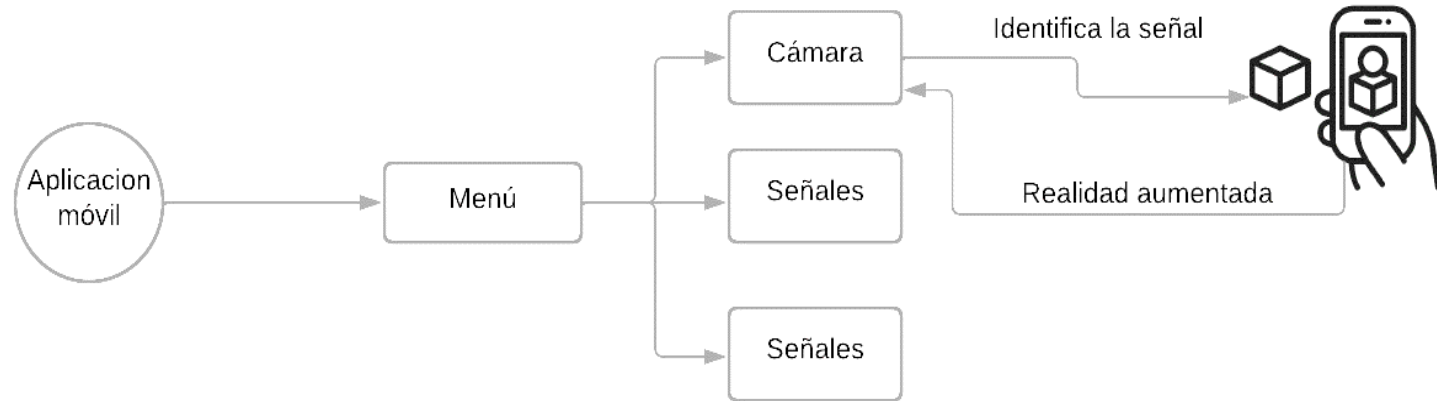 Aplicacion
móvil
Menú
Cámara
Señales
Señales
Identifica la señal
Realidad aumentada